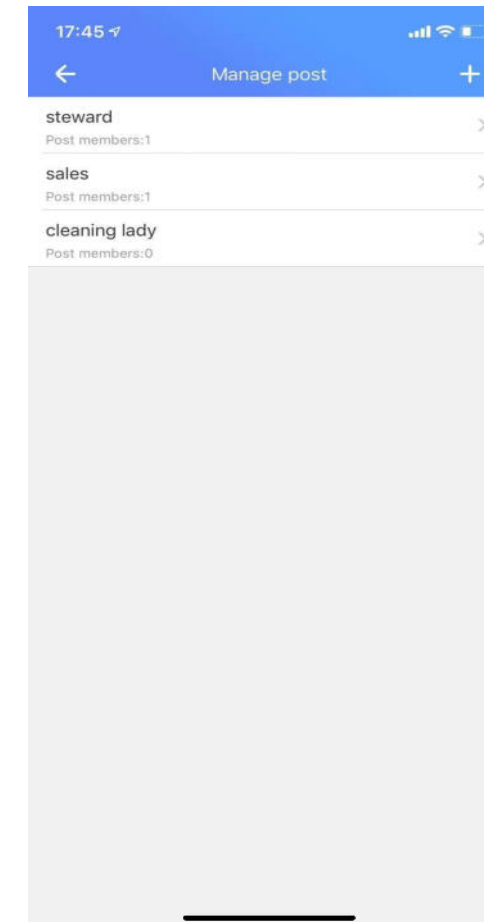 17:45
Manage post
steward
Post members:1
sales
Post members:1
cleaning lady
Post members:0